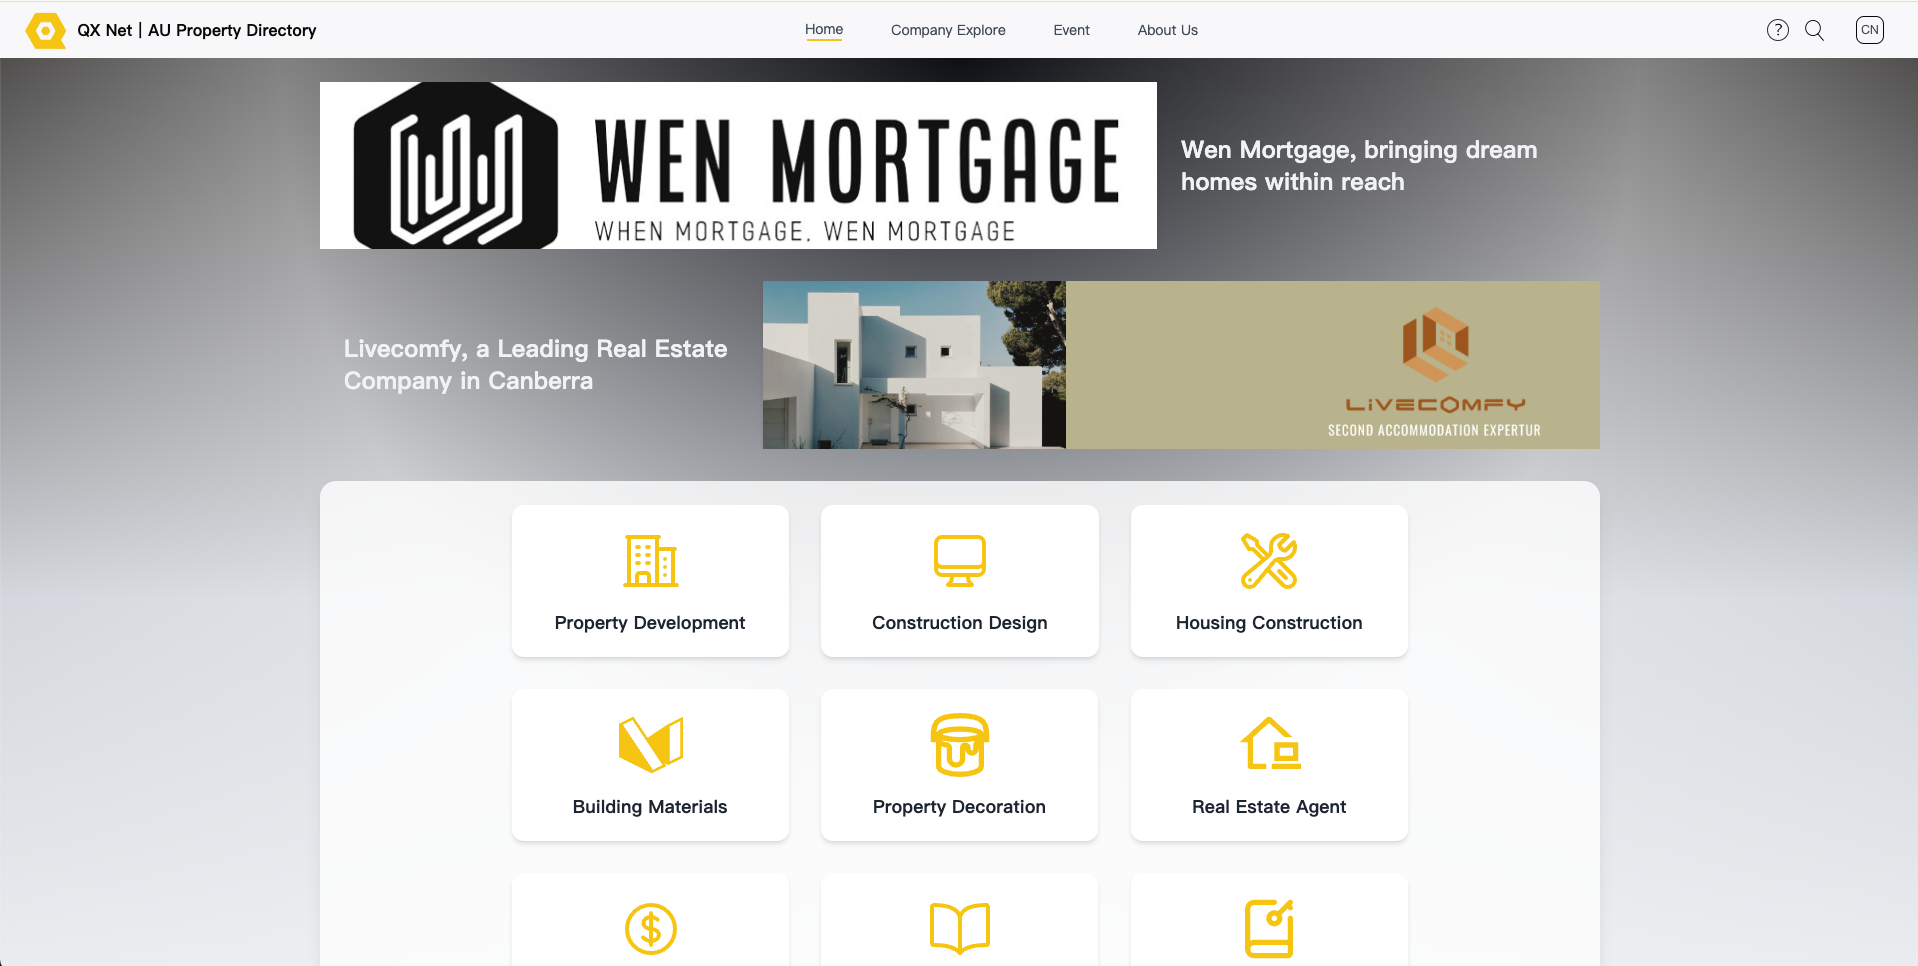 QX Net | AU Property Directory
Home
Company Explore
Event
About Us
?
CN
WEN MORTGAGE
WHEN MORTGAGE, WEN MORTGAGE
Wen Mortgage, bringing dream
homes within reach
Livecomfy, a Leading Real Estate
Company in Canberra
LIVECOMFY
SECOND ACCOMMODATION EXPERTUR
Property Development
Construction Design
Housing Construction
Building Materials
Property Decoration
Real Estate Agent